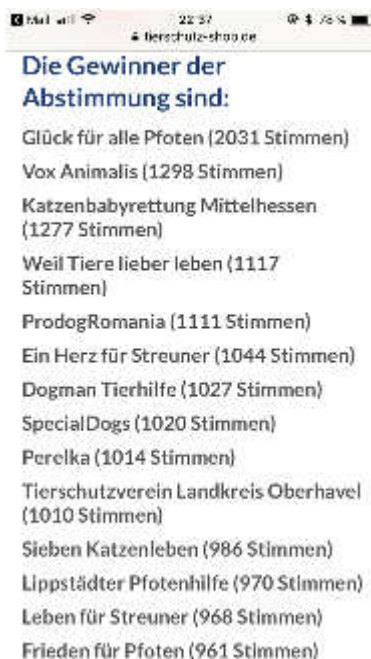 Mail
22:37
tierschutz-shop.de
Die Gewinner der
Abstimmung sind:
Glück für alle Pfoten (2031 Stimmen)
Vox Animalis (1298 Stimmen)
Katzenbabyrettung Mittelhessen
(1277 Stimmen)
Weil Tiere lieber leben (1117
Stimmen)
ProdogRomania (1111 Stimmen)
Ein Herz für Streuner (1044 Stimmen)
Dogman Tierhilfe (1027 Stimmen)
SpecialDogs (1020 Stimmen)
Perelka (1014 Stimmen)
Tierschutzverein Landkreis Oberhavel
(1010 Stimmen)
Sieben Katzenleben (986 Stimmen)
Lippstädter Pfotenhilfe (970 Stimmen)
Leben für Streuner (968 Stimmen)
Frieden für Pfoten (961 Stimmen)